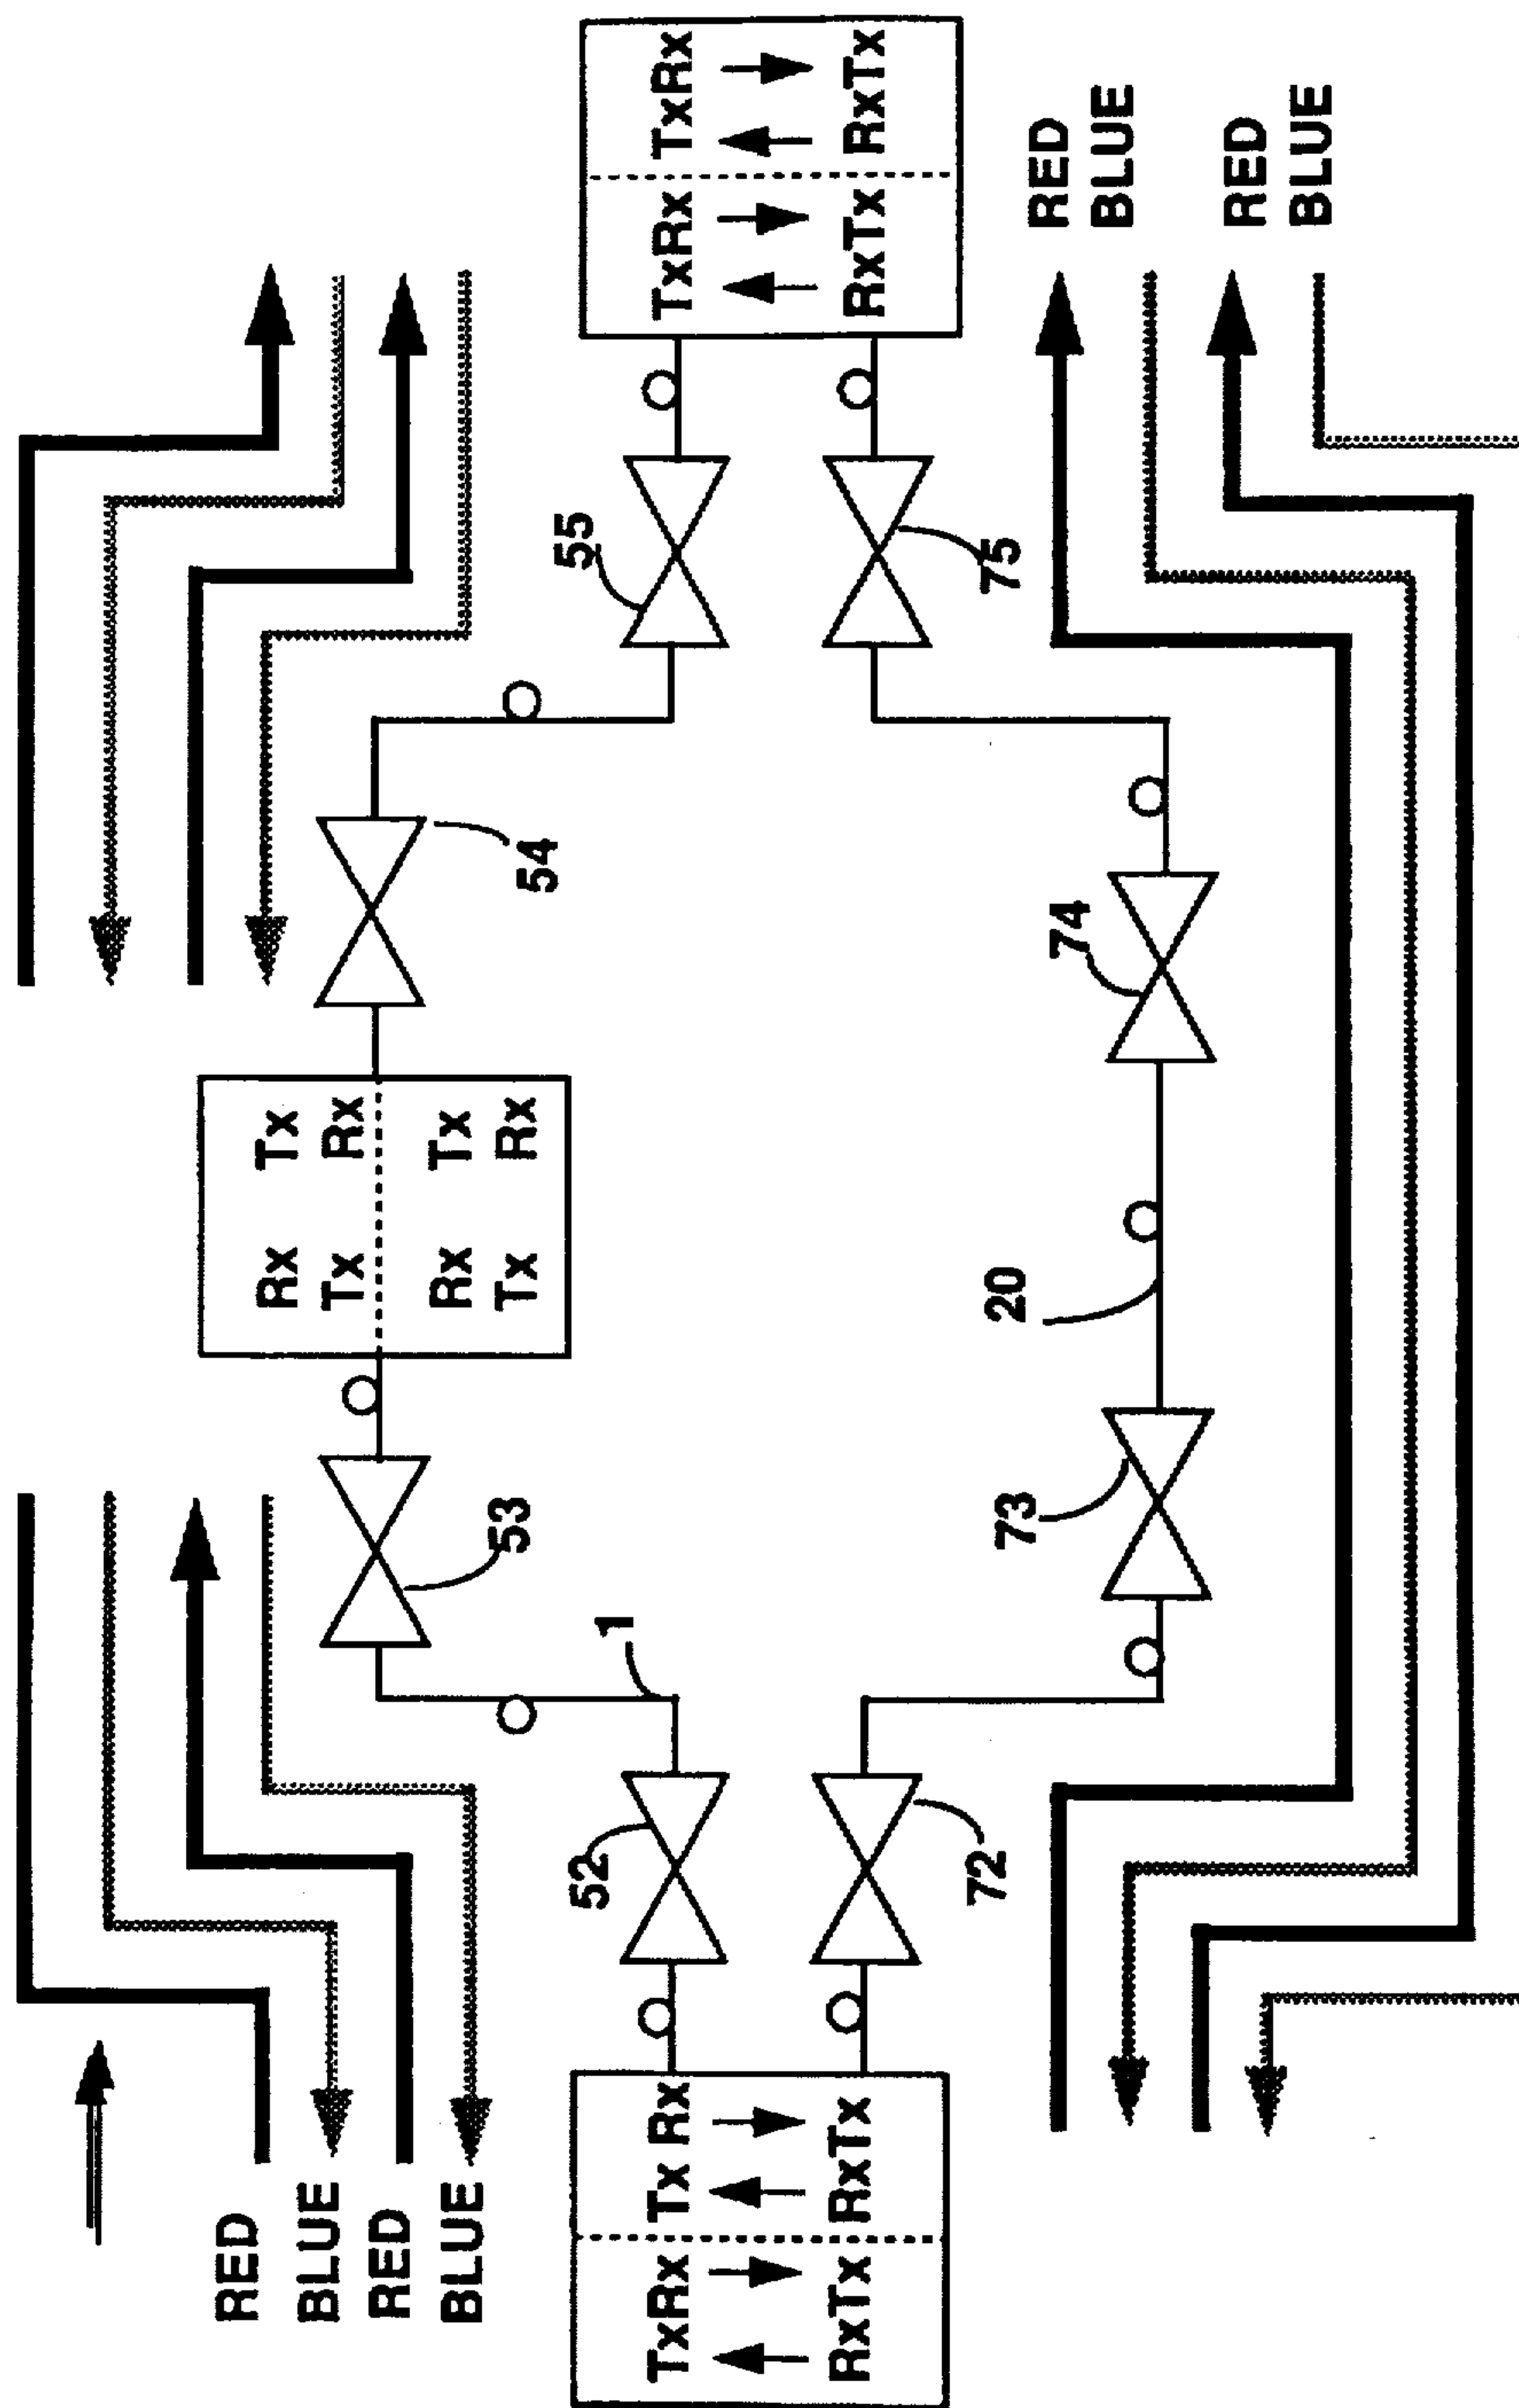 RED
Rx Tx
BLUE
Tx Rx
RED
Rx Tx
BLUE
Tx Rx
53
54
55
52
1
TxRx Tx Rx
TxRx TxRx
RxTx RxTx
RxTx RxTx
72
75
20
73
74
RED
BLUE
RED
BLUE